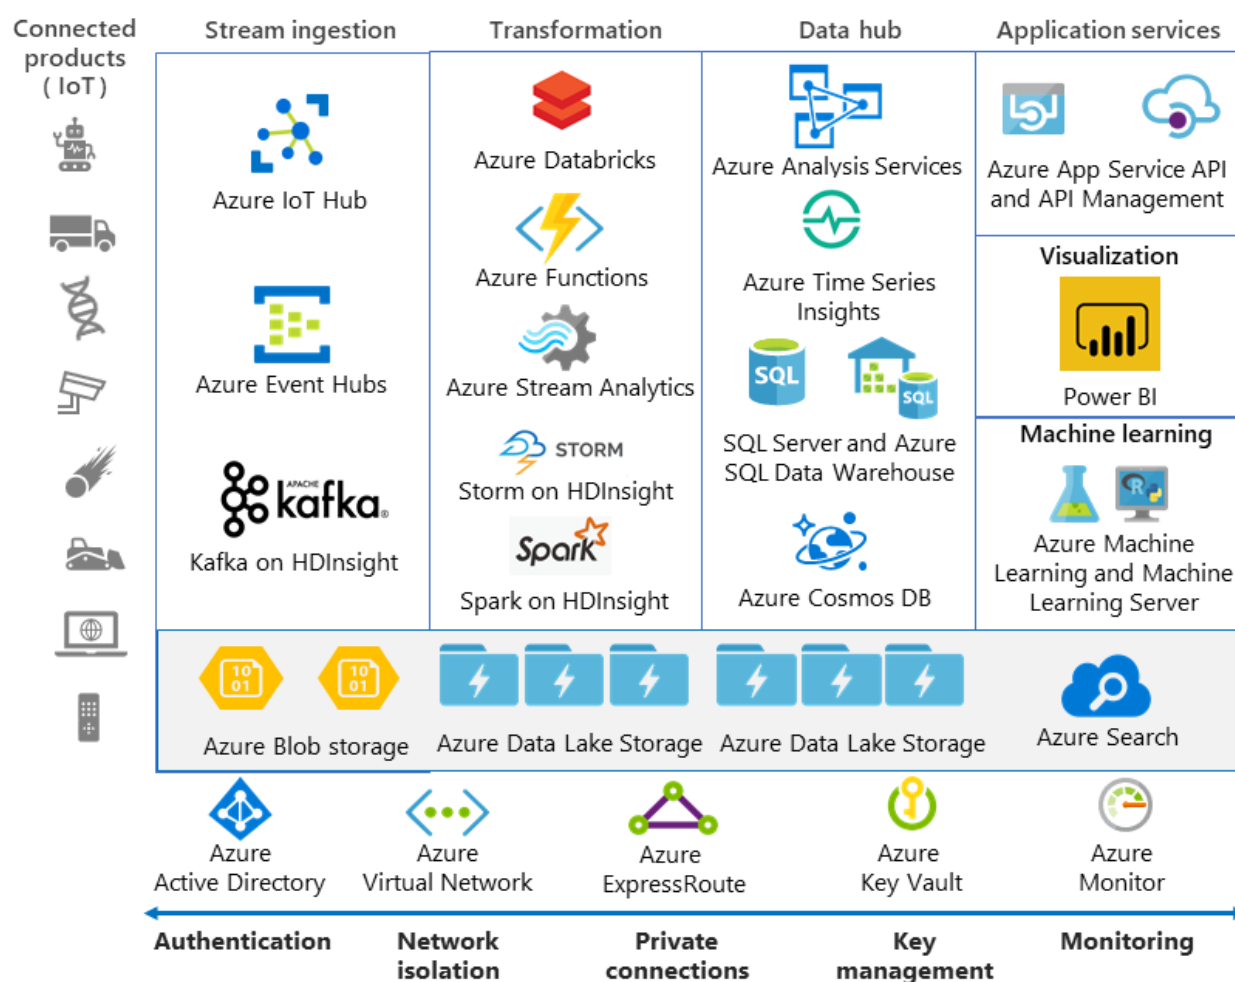 Connected
products
( IoT)
Stream ingestion
Transformation
Data hub
Application services
Azure IoT Hub
Azure Event Hubs
APACHE
kafka®
Kafka on HDInsight
Azure Databricks
Azure Functions
Azure Stream Analytics
STORM
Storm on HDInsight
Spark
Spark on HDInsight
Azure Analysis Services
Azure Time Series
Insights
SQL
SQL
SQL Server and Azure
SQL Data Warehouse
Azure Cosmos DB
Azure App Service API
and API Management
Visualization
Power BI
Machine learning
R
Azure Machine
Learning and Machine
Learning Server
10
01
10
01
Azure Blob storage
Azure Data Lake Storage
Azure Data Lake Storage
Azure Search
Azure
Active Directory
Azure
Virtual Network
Azure
ExpressRoute
Azure
Key Vault
Azure
Monitor
Authentication
Network
isolation
Private
connections
Key
management
Monitoring